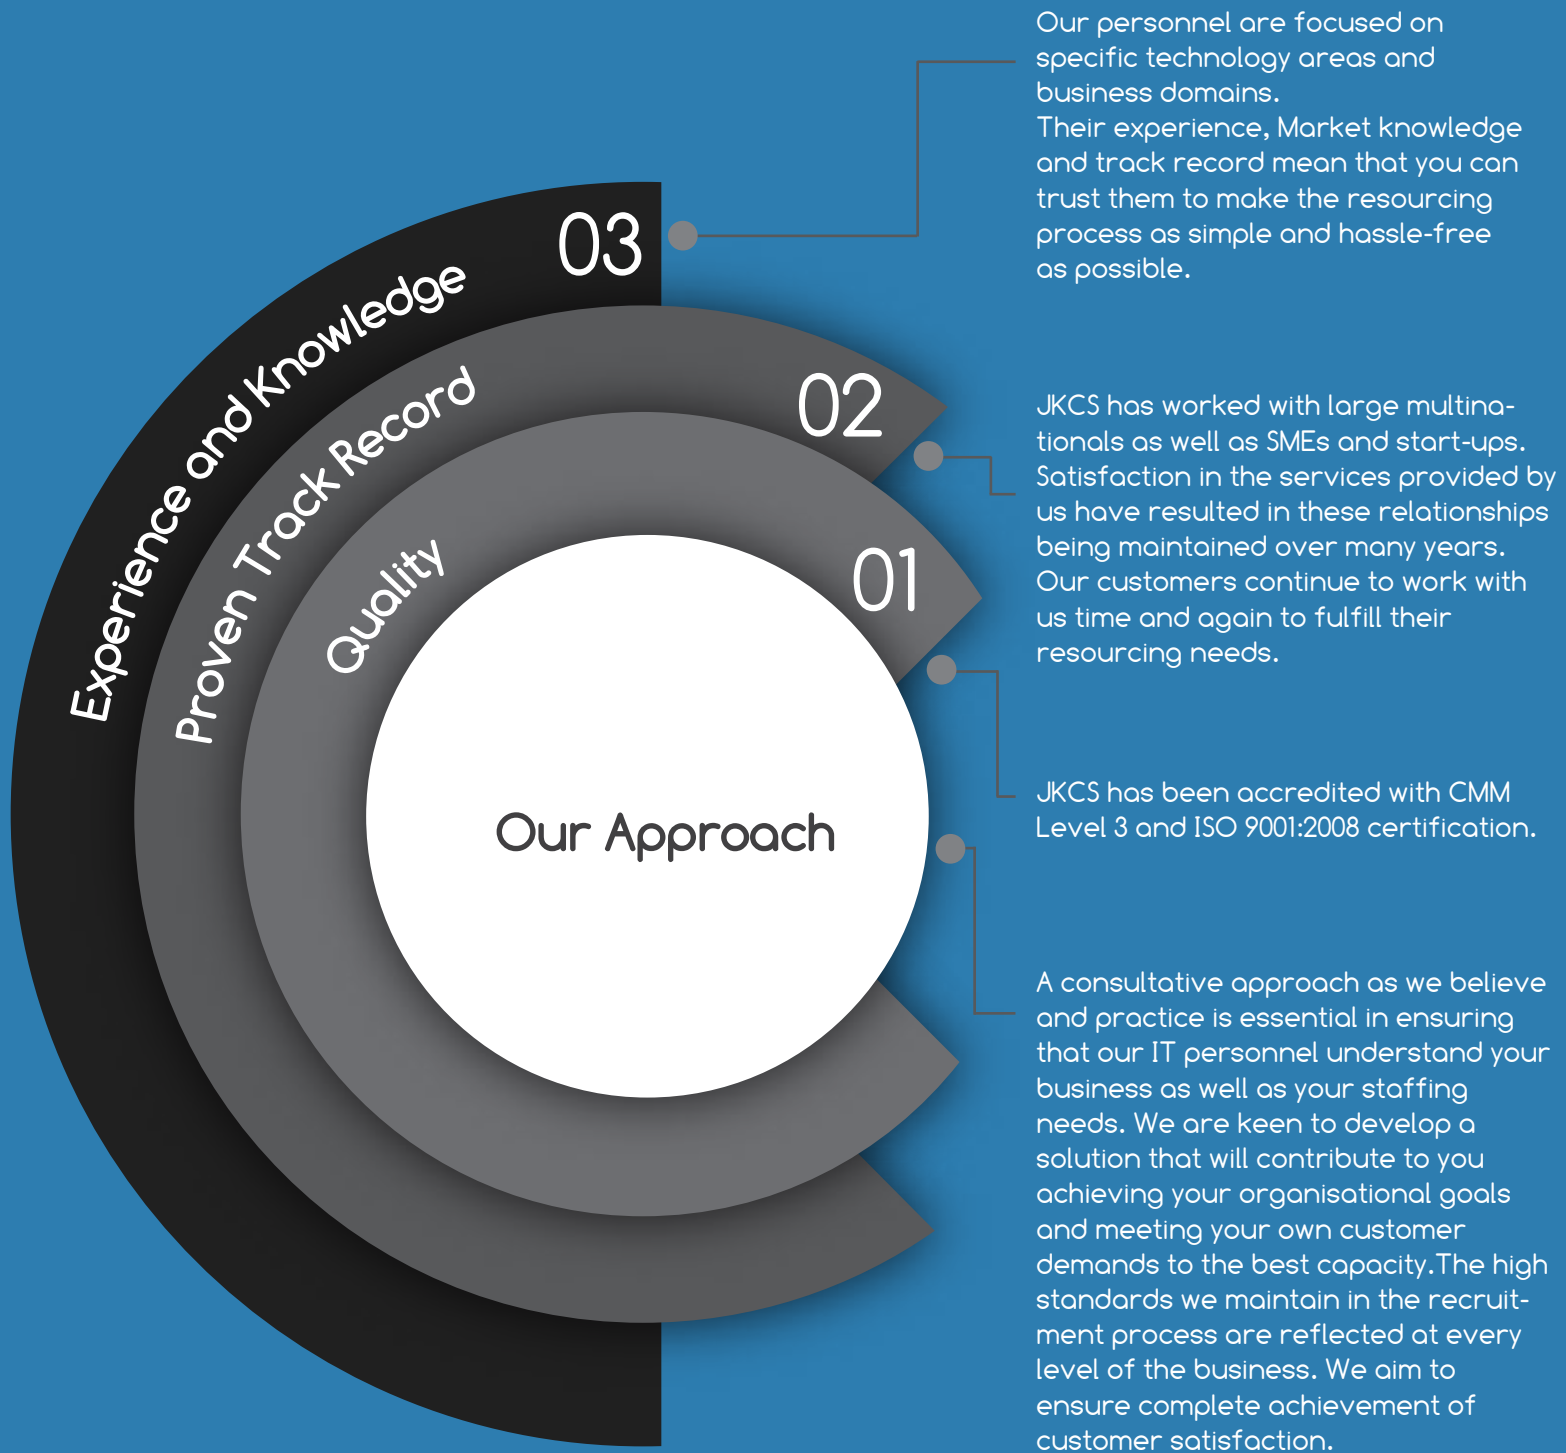 Our personnel are focused on
specific technology areas and
business domains.
Their experience, Market knowledge
and track record mean that you can
trust them to make the resourcing
process as simple and hassle-free
as possible.
03
Experience and Knowledge
JKCS has worked with large multina-
tionals as well as SMEs and start-ups.
Satisfaction in the services provided by
us have resulted in these relationships
being maintained over many years.
Our customers continue to work with
us time and again to fulfill their
resourcing needs.
02
Proven Track Record
01
Quality
JKCS has been accredited with CMM
Level 3 and ISO 9001:2008 certification.
Our Approach
A consultative approach as we believe
and practice is essential in ensuring
that our IT personnel understand your
business as well as your staffing
needs. We are keen to develop a
solution that will contribute to you
achieving your organisational goals
and meeting your own customer
demands to the best capacity.The high
standards we maintain in the recruit-
ment process are reflected at every
level of the business. We aim to
ensure complete achievement of
customer satisfaction.